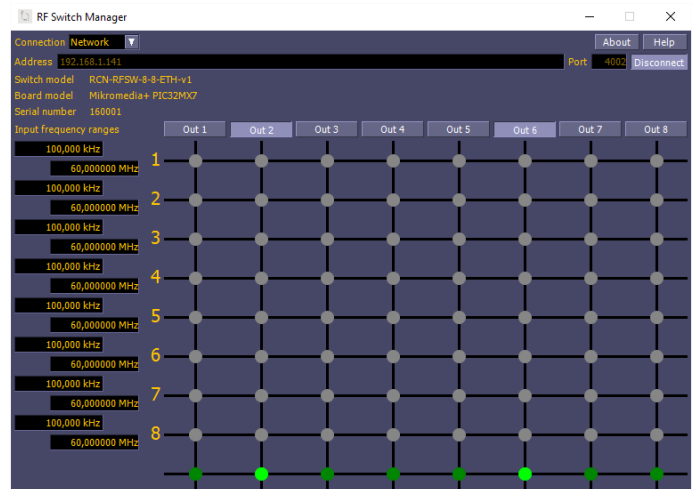 RF Switch Manager
Connection Network About Help
Address 192.168.1.141 Port 4002 Disconnect
Switch model RCN-RFSW-8-8-ETH-v1
Board model Mikromedia+ PIC32MX7
Serial number 160001
Input frequency ranges Out 1 Out 2 Out 3 Out 4 Out 5 Out 6 Out 7 Out 8
100,000 kHz
1
60,000000 MHz
100,000 kHz
2
60,000000 MHz
100,000 kHz
3
60,000000 MHz
100,000 kHz
4
60,000000 MHz
100,000 kHz
5
60,000000 MHz
100,000 kHz
6
60,000000 MHz
100,000 kHz
7
60,000000 MHz
100,000 kHz
8
60,000000 MHz